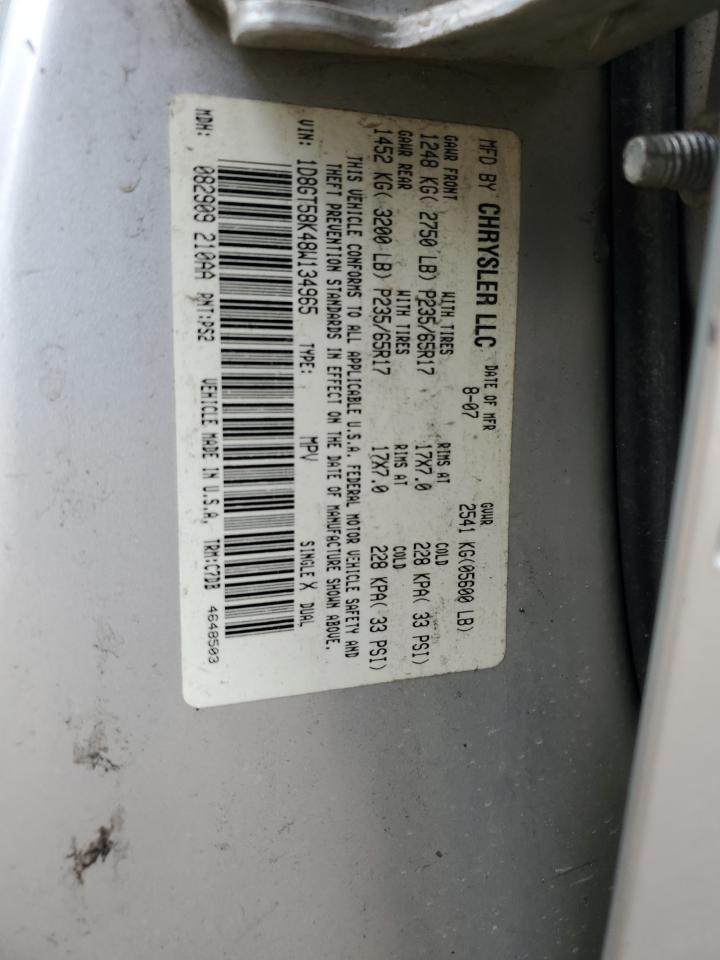 MFD BY CHRYSLER LLC DATE OF MFR 8-07 GVWR 2541 KG(05600 LB)
GAWR FRONT WITH TIRES RIMS AT COLD
1248 KG( 2750 LB) P235/65R17 17X7.0 228 KPA( 33 PSI)
GAWR REAR WITH TIRES RIMS AT COLD
1452 KG( 3200 LB) P235/65R17 17X7.0 228 KPA( 33 PSI)
THIS VEHICLE CONFORMS TO ALL APPLICABLE U.S.A. FEDERAL MOTOR VEHICLE SAFETY AND
THEFT PREVENTION STANDARDS IN EFFECT ON THE DATE OF MANUFACTURE SHOWN ABOVE.
VIN: 1D8GT58K48W134965 TYPE: MPV SINGLE X DUAL
MDH: 082909 210AA PNT:PS2 VEHICLE MADE IN U.S.A. TRM:C7DB 4648503